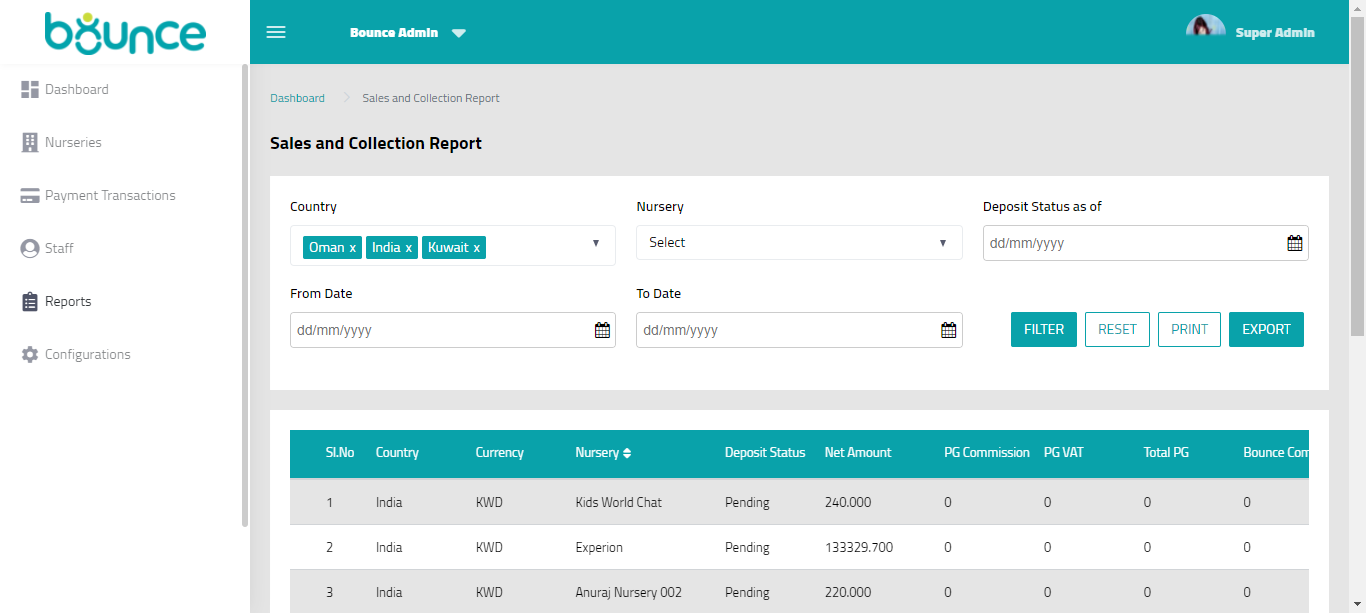 bounce
Bounce Admin
Super Admin
Dashboard
Nurseries
Payment Transactions
Staff
Reports
Configurations
Dashboard Sales and Collection Report
Sales and Collection Report
Country Nursery Deposit Status as of
Oman x India x Kuwait x Select dd/mm/yyyy
From Date To Date
dd/mm/yyyy dd/mm/yyyy FILTER RESET PRINT EXPORT
Sl.No Country Currency Nursery Deposit Status Net Amount PG Commission PG VAT Total PG Bounce Com
1 India KWD Kids World Chat Pending 240.000 0 0 0 0
2 India KWD Experion Pending 133329.700 0 0 0 0
3 India KWD Anuraj Nursery 002 Pending 220.000 0 0 0 0